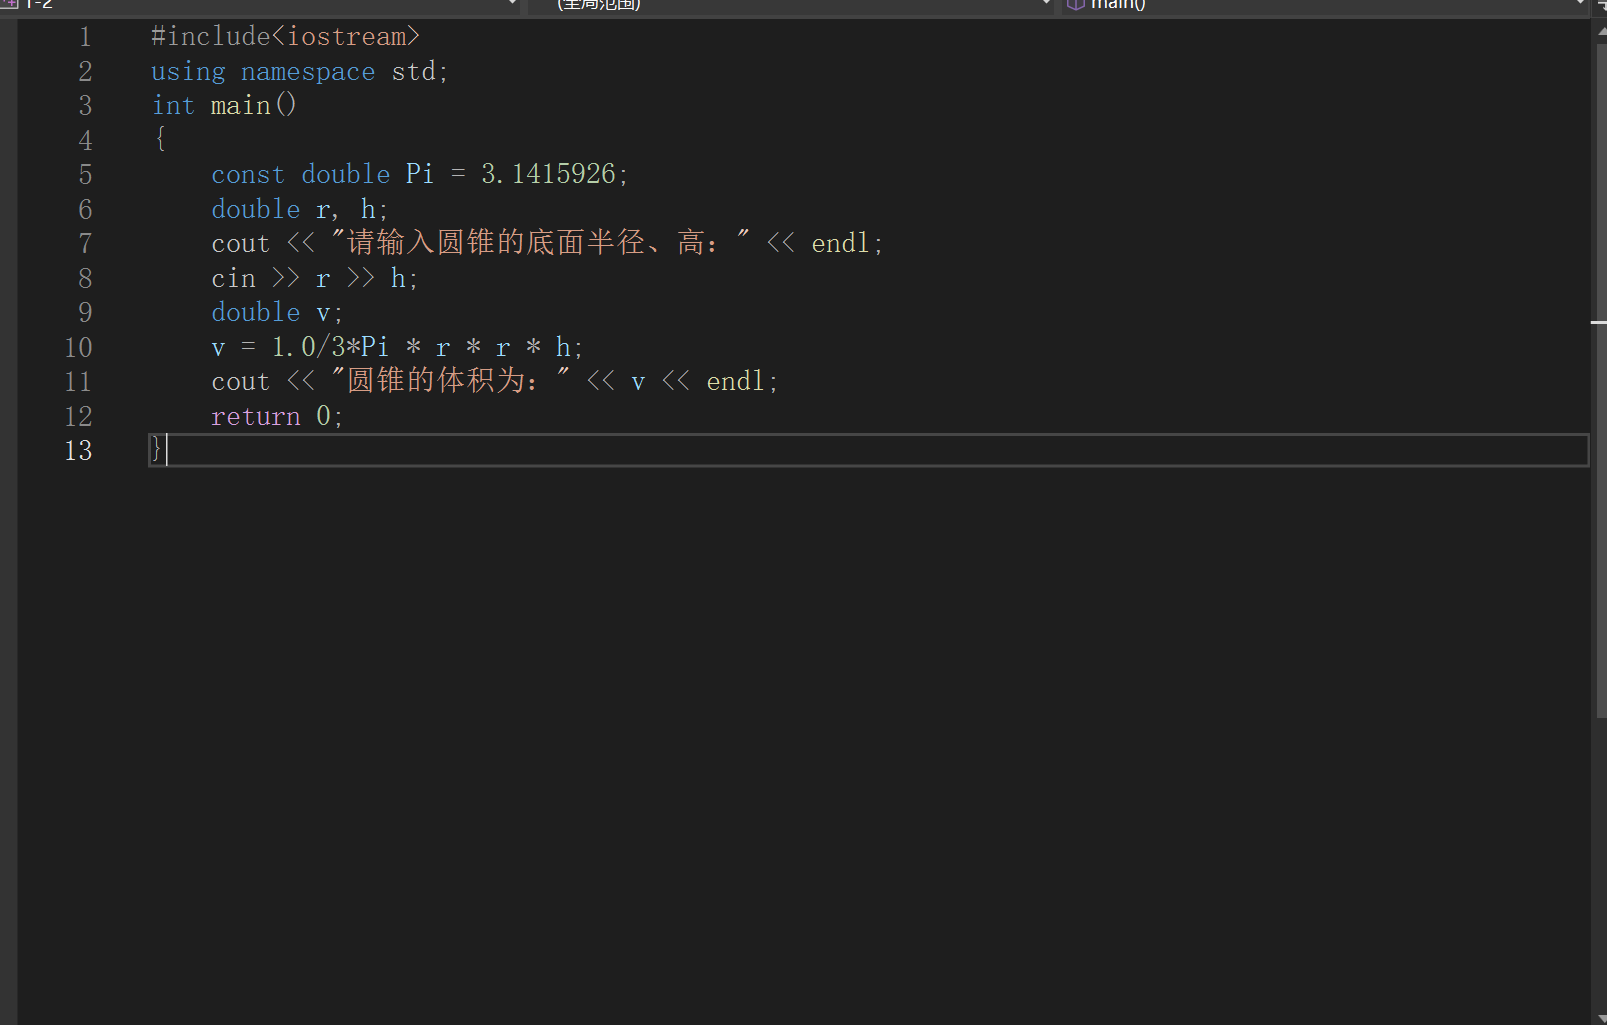 1-2 (全局范围) main()
1 #include<iostream>
2 using namespace std;
3 int main()
4 {
5 const double Pi = 3.1415926;
6 double r, h;
7 cout << "请输入圆锥的底面半径、高：" << endl;
8 cin >> r >> h;
9 double v;
10 v = 1.0/3*Pi * r * r * h;
11 cout << "圆锥的体积为：" << v << endl;
12 return 0;
13 }